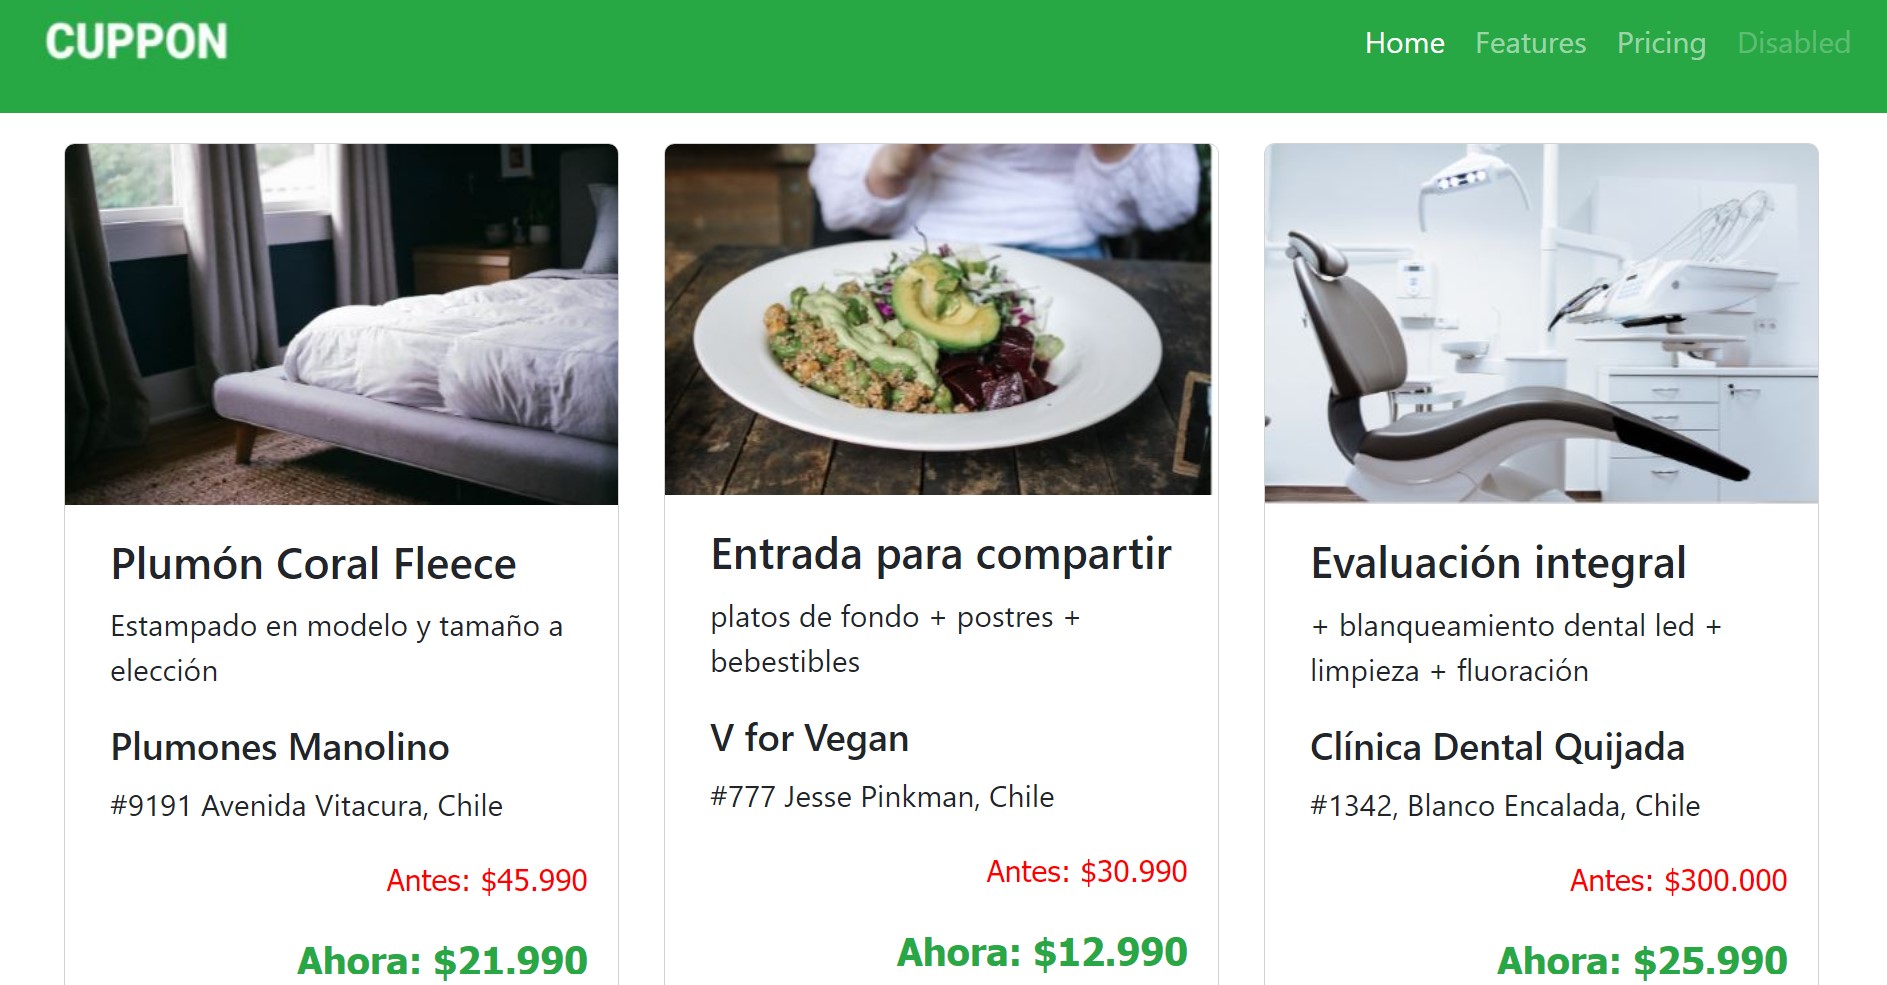 CUPPON
Home Features Pricing Disabled
Plumón Coral Fleece
Estampado en modelo y tamaño a
elección
Plumones Manolino
#9191 Avenida Vitacura, Chile
Antes: $45.990
Ahora: $21.990
Entrada para compartir
platos de fondo + postres +
bebestibles
V for Vegan
#777 Jesse Pinkman, Chile
Antes: $30.990
Ahora: $12.990
Evaluación integral
+ blanqueamiento dental led +
limpieza + fluoración
Clínica Dental Quijada
#1342, Blanco Encalada, Chile
Antes: $300.000
Ahora: $25.990